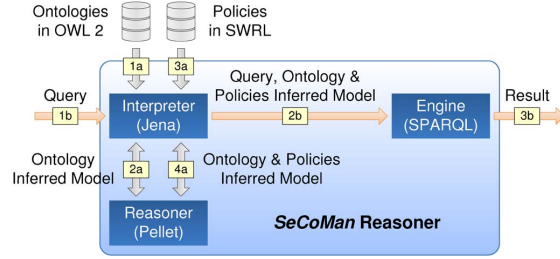 Ontologies
in OWL 2
Policies
in SWRL
1a
3a
Query
1b
Interpreter
(Jena)
Query, Ontology &
Policies Inferred Model
2b
Engine
(SPARQL)
Result
3b
Ontology
Inferred Model
2a
4a
Ontology & Policies
Inferred Model
Reasoner
(Pellet)
SeCoMan Reasoner